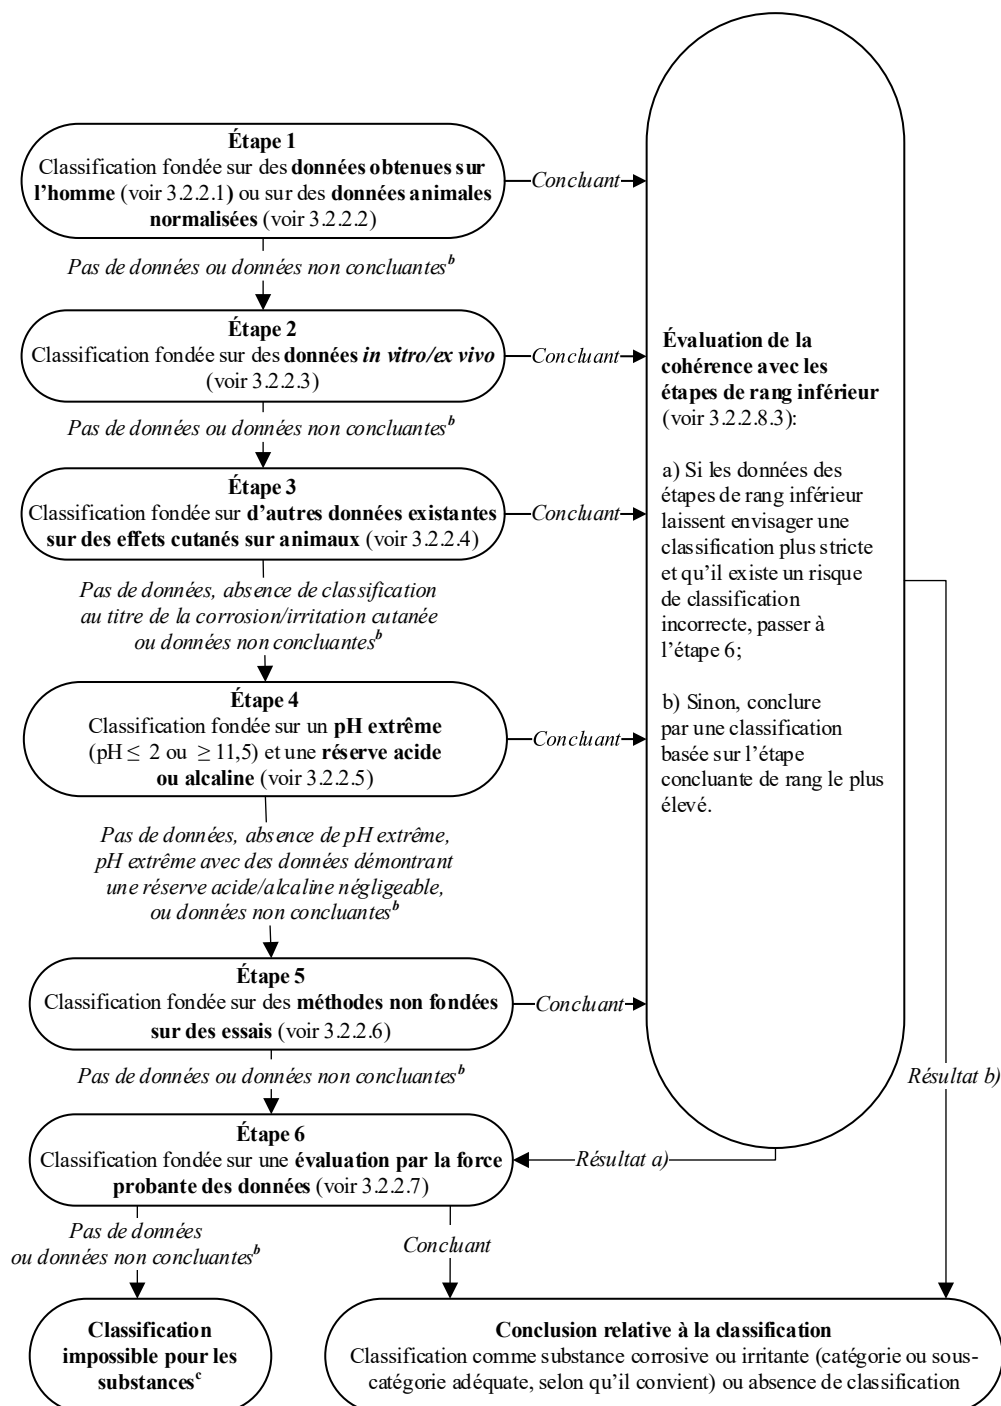 Étape 1
Classification fondée sur des données obtenues sur
l’homme (voir 3.2.2.1) ou sur des données animales
normalisées (voir 3.2.2.2)
Concluant
Pas de données ou données non concluantesᵇ
Étape 2
Classification fondée sur des données in vitro/ex vivo
(voir 3.2.2.3)
Concluant
Pas de données ou données non concluantesᵇ
Étape 3
Classification fondée sur d'autres données existantes
sur des effets cutanés sur animaux (voir 3.2.2.4)
Concluant
Pas de données, absence de classification
au titre de la corrosion/irritation cutanée
ou données non concluantesᵇ
Étape 4
Classification fondée sur un pH extrême
(pH ≤ 2 ou ≥ 11,5) et une réserve acide
ou alcaline (voir 3.2.2.5)
Concluant
Pas de données, absence de pH extrême,
pH extrême avec des données démontrant
une réserve acide/alcaline négligeable,
ou données non concluantesᵇ
Étape 5
Classification fondée sur des méthodes non fondées
sur des essais (voir 3.2.2.6)
Concluant
Pas de données ou données non concluantesᵇ
Étape 6
Classification fondée sur une évaluation par la force
probante des données (voir 3.2.2.7)
Évaluation de la
cohérence avec les
étapes de rang inférieur
(voir 3.2.2.8.3):
a) Si les données des
étapes de rang inférieur
laissent envisager une
classification plus stricte
et qu’il existe un risque
de classification
incorrecte, passer à
l’étape 6;
b) Sinon, conclure
par une classification
basée sur l’étape
concluante de rang le plus
élevé.
Résultat a)
Résultat b)
Pas de données
ou données non concluantesᵇ
Concluant
Classification
impossible pour les
substancesᶜ
Conclusion relative à la classification
Classification comme substance corrosive ou irritante (catégorie ou sous-
catégorie adéquate, selon qu’il convient) ou absence de classification